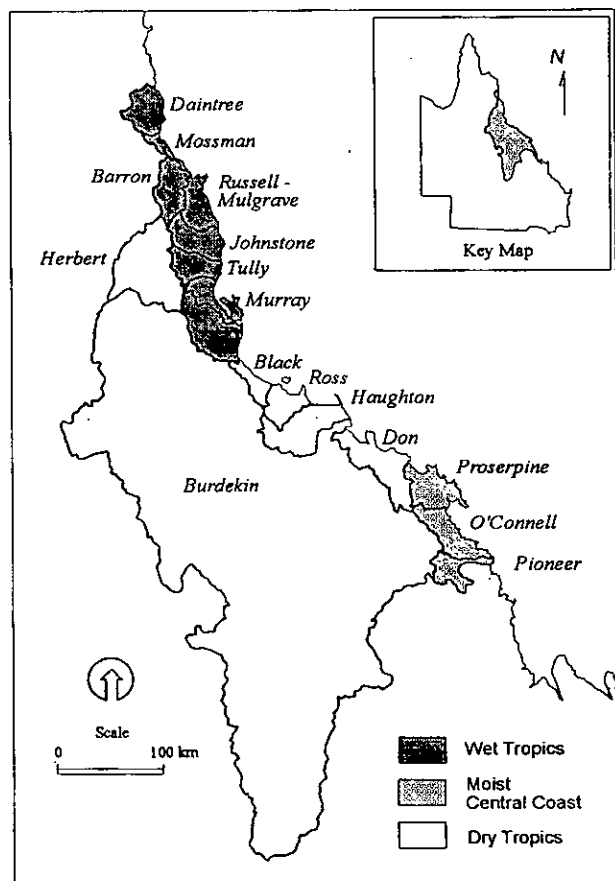 N
Key Map
Daintree
Mossman
Barron
Russell -
Mulgrave
Johnstone
Herbert
Tully
Murray
Black
Ross
Haughton
Don
Proserpine
Burdekin
O'Connell
Pioneer
Scale
0 100 km
Wet Tropics
Moist
Central Coast
Dry Tropics